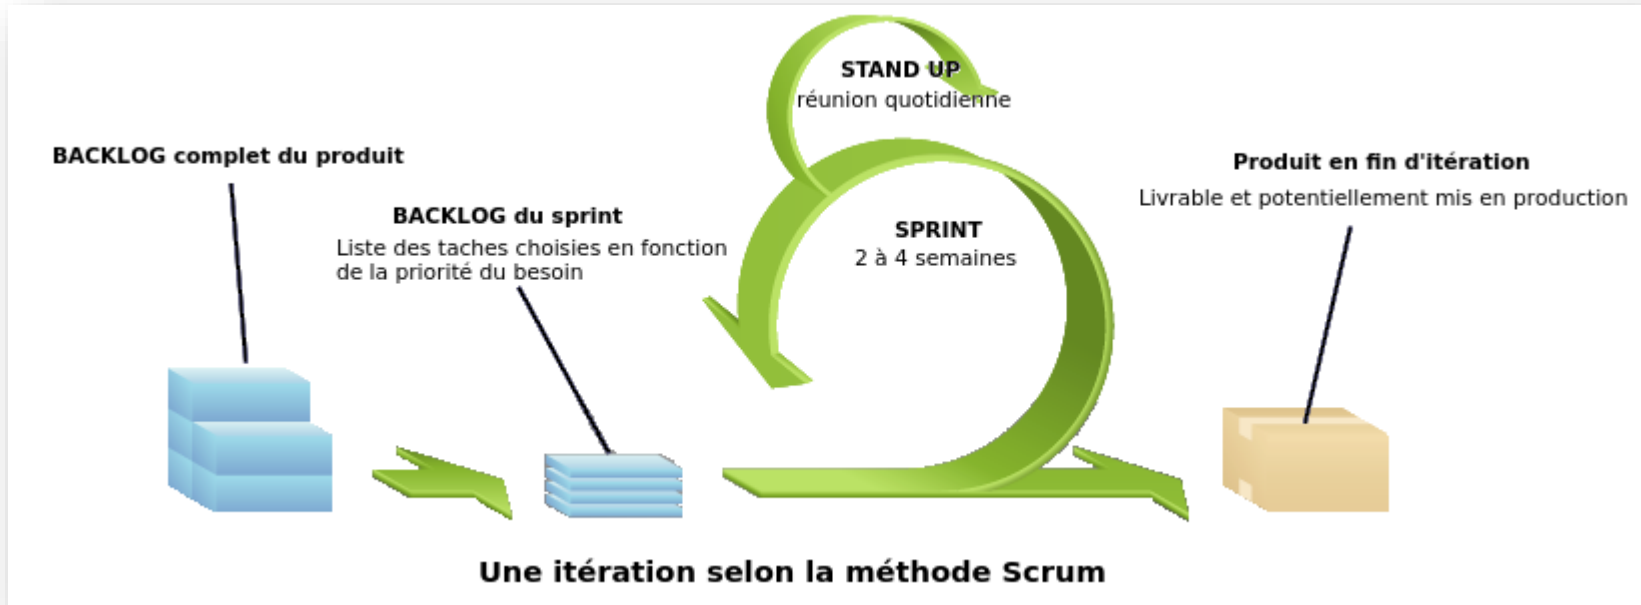 STAND UP
réunion quotidienne
BACKLOG complet du produit
Produit en fin d'itération
Livrable et potentiellement mis en production
BACKLOG du sprint
Liste des taches choisies en fonction
de la priorité du besoin
SPRINT
2 à 4 semaines
Une itération selon la méthode Scrum